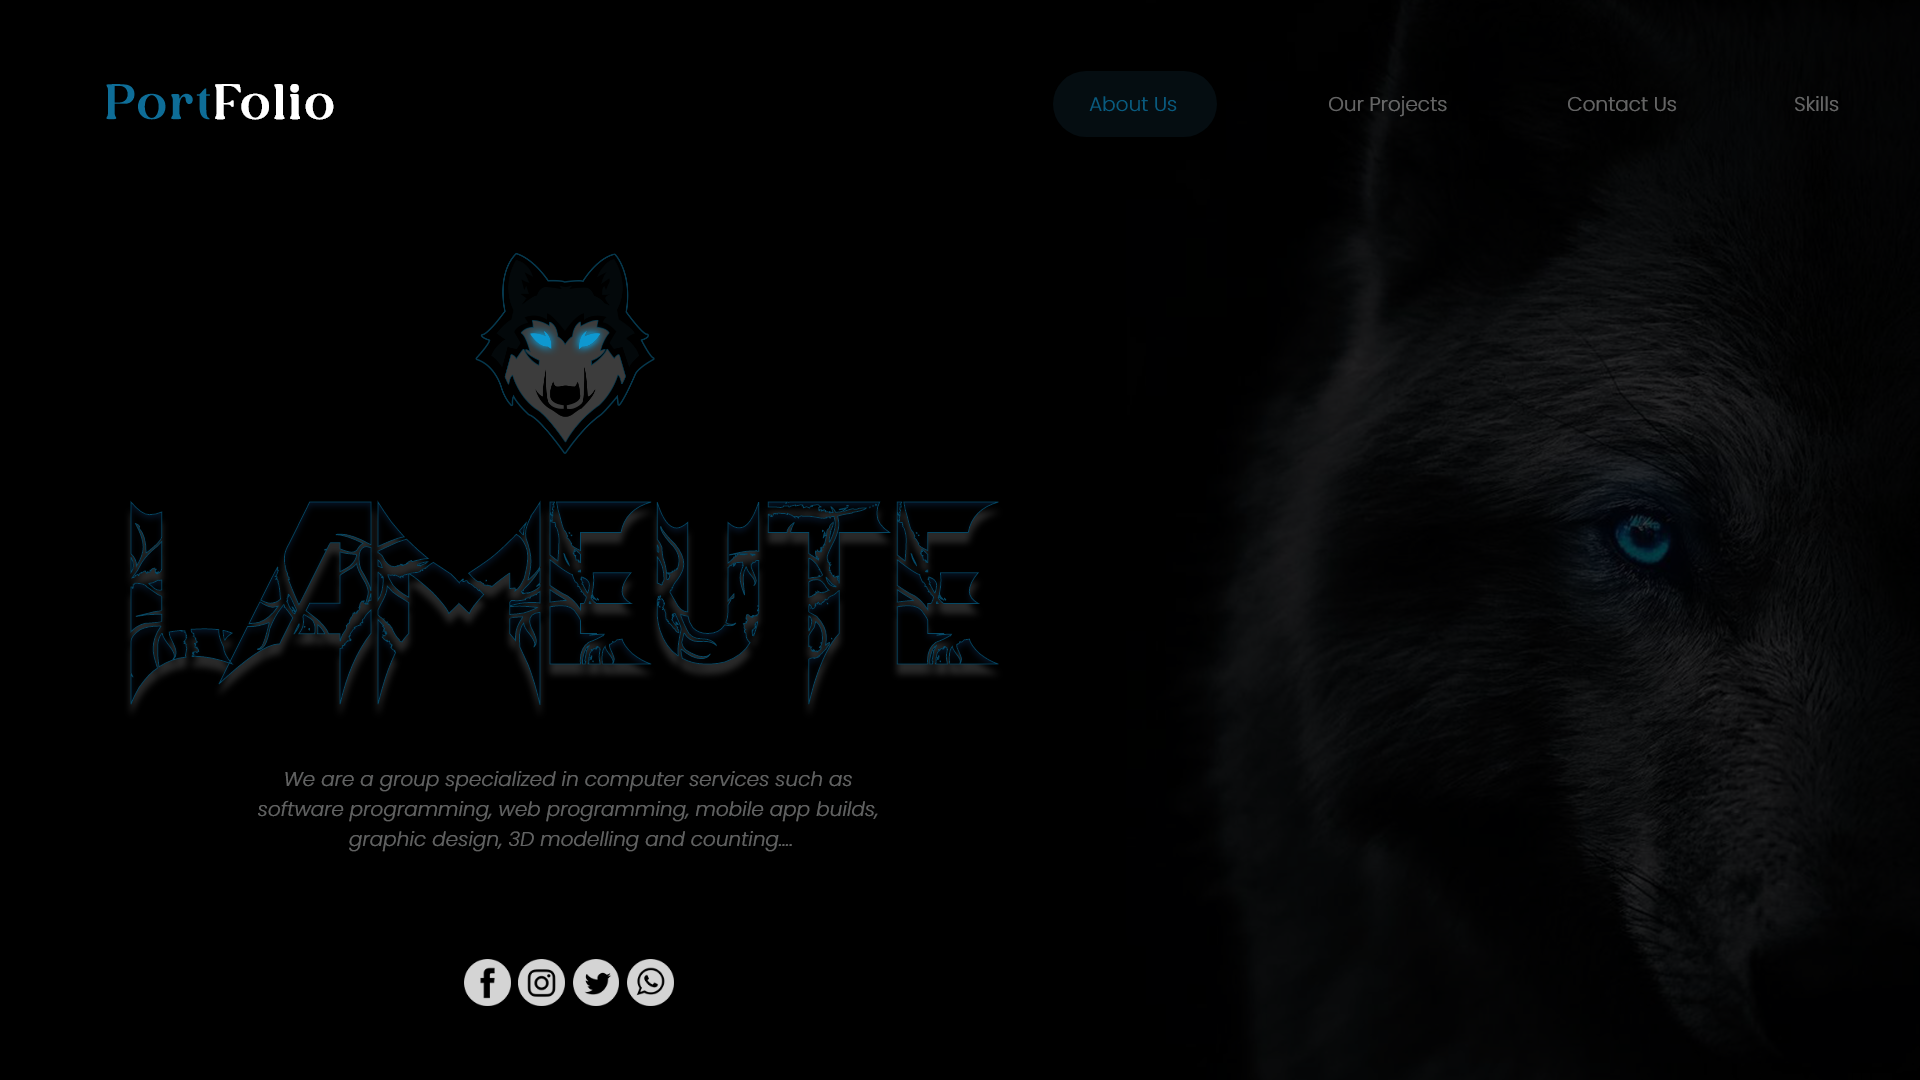 PortFolio
About Us
Our Projects
Contact Us
Skills
LAMEUTE
We are a group specialized in computer services such as
software programming, web programming, mobile app builds,
graphic design, 3D modelling and counting....